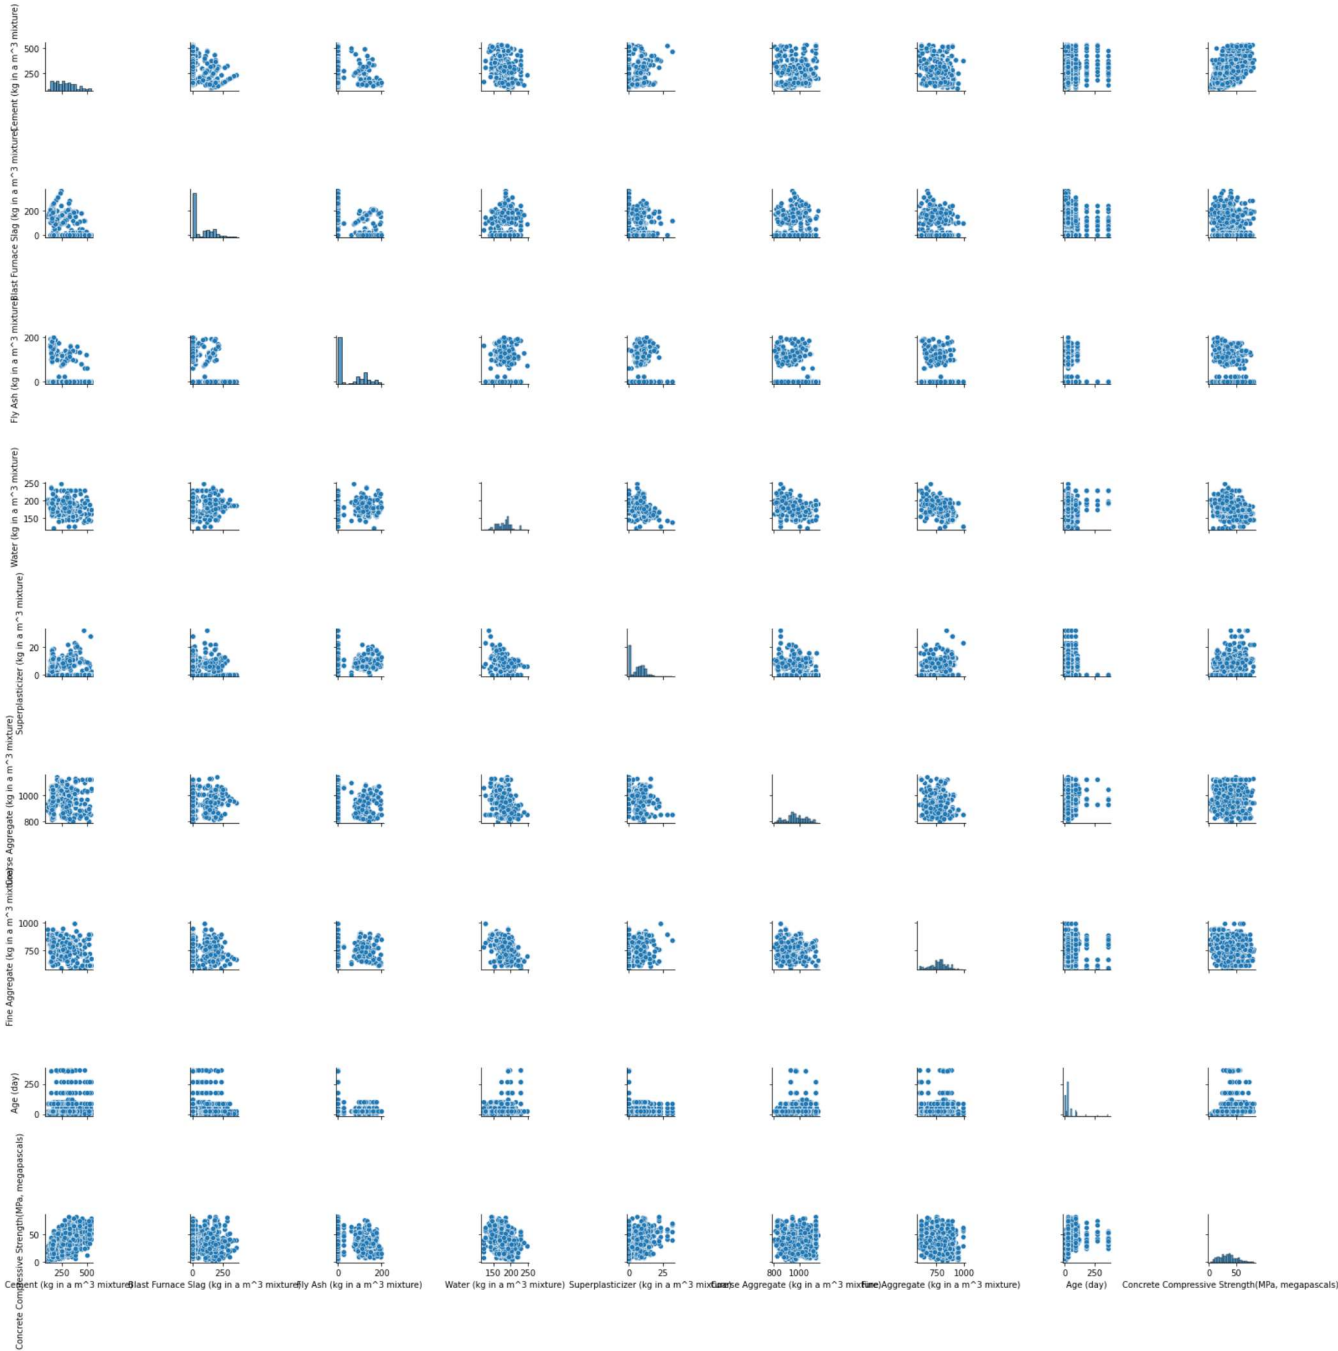 Cement (kg in a m^3 mixture)
500
250
Blast Furnace Slag (kg in a m^3 mixture)
200
0
Fly Ash (kg in a m^3 mixture)
200
0
Water (kg in a m^3 mixture)
250
200
150
Superplasticizer (kg in a m^3 mixture)
20
0
Coarse Aggregate (kg in a m^3 mixture)
1000
800
Fine Aggregate (kg in a m^3 mixture)
1000
750
Age (day)
250
0
Concrete Compressive Strength(MPa, megapascals)
50
0
250 500
0 250
0 200
150 200 250
0 25
800 1000
750 1000
0 250
0 50
Cement (kg in a m^3 mixture)
Blast Furnace Slag (kg in a m^3 mixture)
Fly Ash (kg in a m^3 mixture)
Water (kg in a m^3 mixture)
Superplasticizer (kg in a m^3 mixture)
Coarse Aggregate (kg in a m^3 mixture)
Fine Aggregate (kg in a m^3 mixture)
Age (day)
Concrete Compressive Strength(MPa, megapascals)